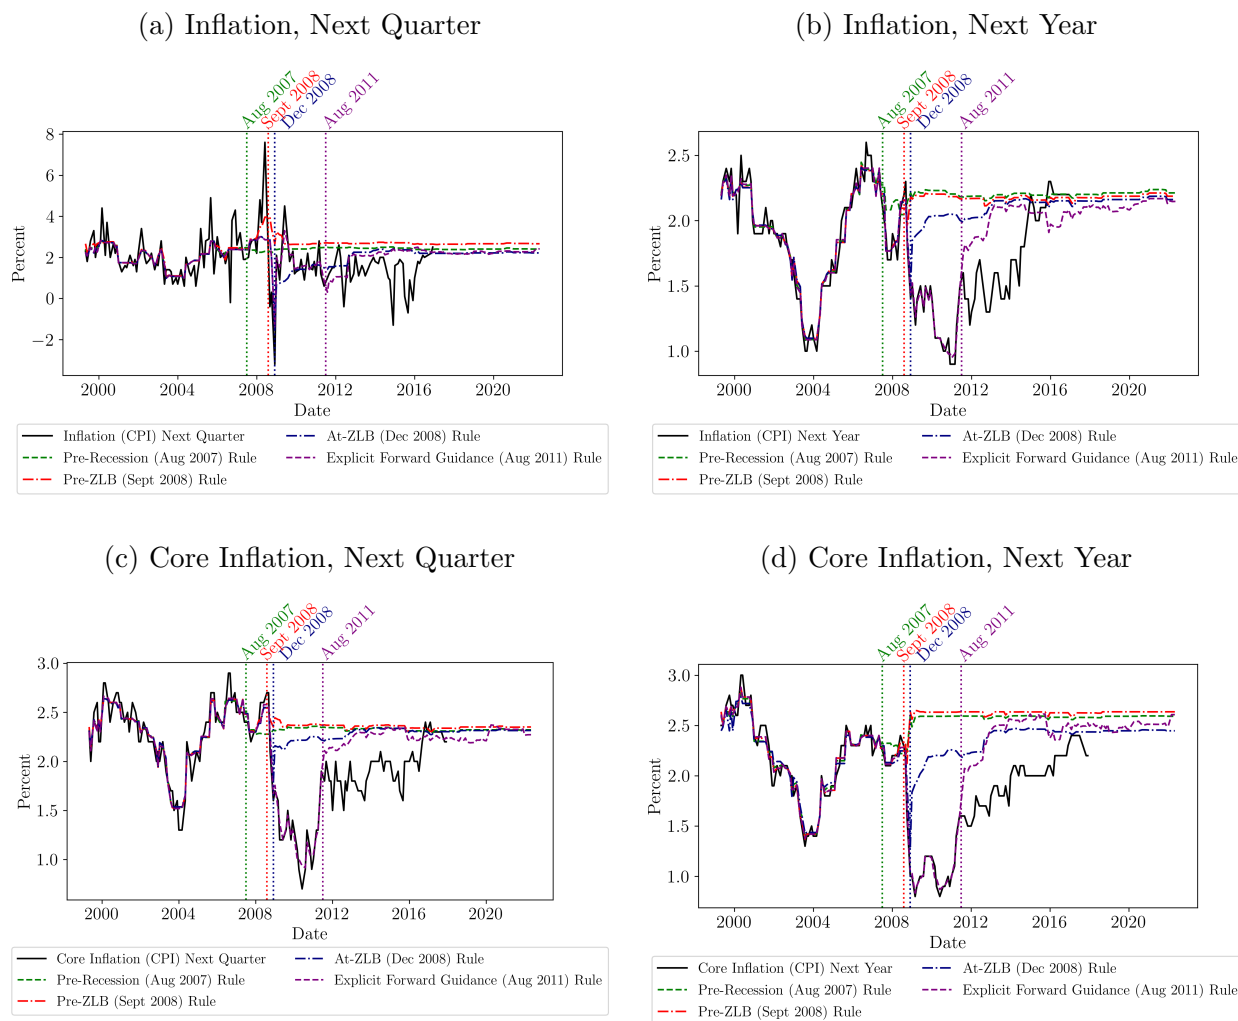 (a) Inflation, Next Quarter
Aug 2007
Sept 2008
Dec 2008
Aug 2011
8
6
4
2
0
−2
Percent
2000
2004
2008
2012
2016
2020
Date
Inflation (CPI) Next Quarter
Pre-Recession (Aug 2007) Rule
Pre-ZLB (Sept 2008) Rule
At-ZLB (Dec 2008) Rule
Explicit Forward Guidance (Aug 2011) Rule
(b) Inflation, Next Year
Aug 2007
Sept 2008
Dec 2008
Aug 2011
2.5
2.0
1.5
1.0
Percent
2000
2004
2008
2012
2016
2020
Date
Inflation (CPI) Next Year
Pre-Recession (Aug 2007) Rule
Pre-ZLB (Sept 2008) Rule
At-ZLB (Dec 2008) Rule
Explicit Forward Guidance (Aug 2011) Rule
(c) Core Inflation, Next Quarter
Aug 2007
Sept 2008
Dec 2008
Aug 2011
3.0
2.5
2.0
1.5
1.0
Percent
2000
2004
2008
2012
2016
2020
Date
Core Inflation (CPI) Next Quarter
Pre-Recession (Aug 2007) Rule
Pre-ZLB (Sept 2008) Rule
At-ZLB (Dec 2008) Rule
Explicit Forward Guidance (Aug 2011) Rule
(d) Core Inflation, Next Year
Aug 2007
Sept 2008
Dec 2008
Aug 2011
3.0
2.5
2.0
1.5
1.0
Percent
2000
2004
2008
2012
2016
2020
Date
Core Inflation (CPI) Next Year
Pre-Recession (Aug 2007) Rule
Pre-ZLB (Sept 2008) Rule
At-ZLB (Dec 2008) Rule
Explicit Forward Guidance (Aug 2011) Rule